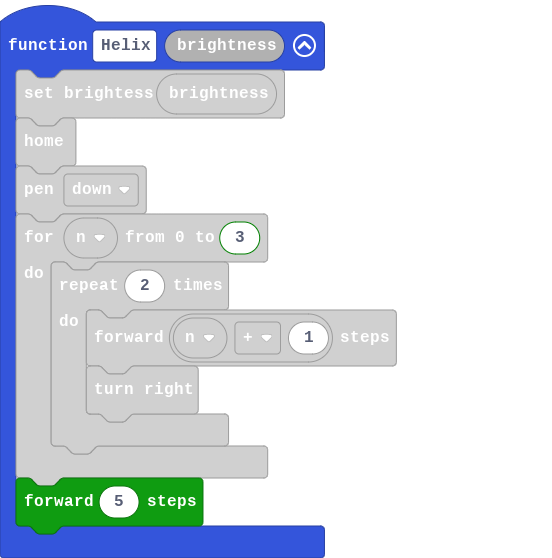 function Helix brightness
set brightess brightness
home
pen down
for n from 0 to 3
do
repeat 2 times
do
forward n + 1 steps
turn right
forward 5 steps